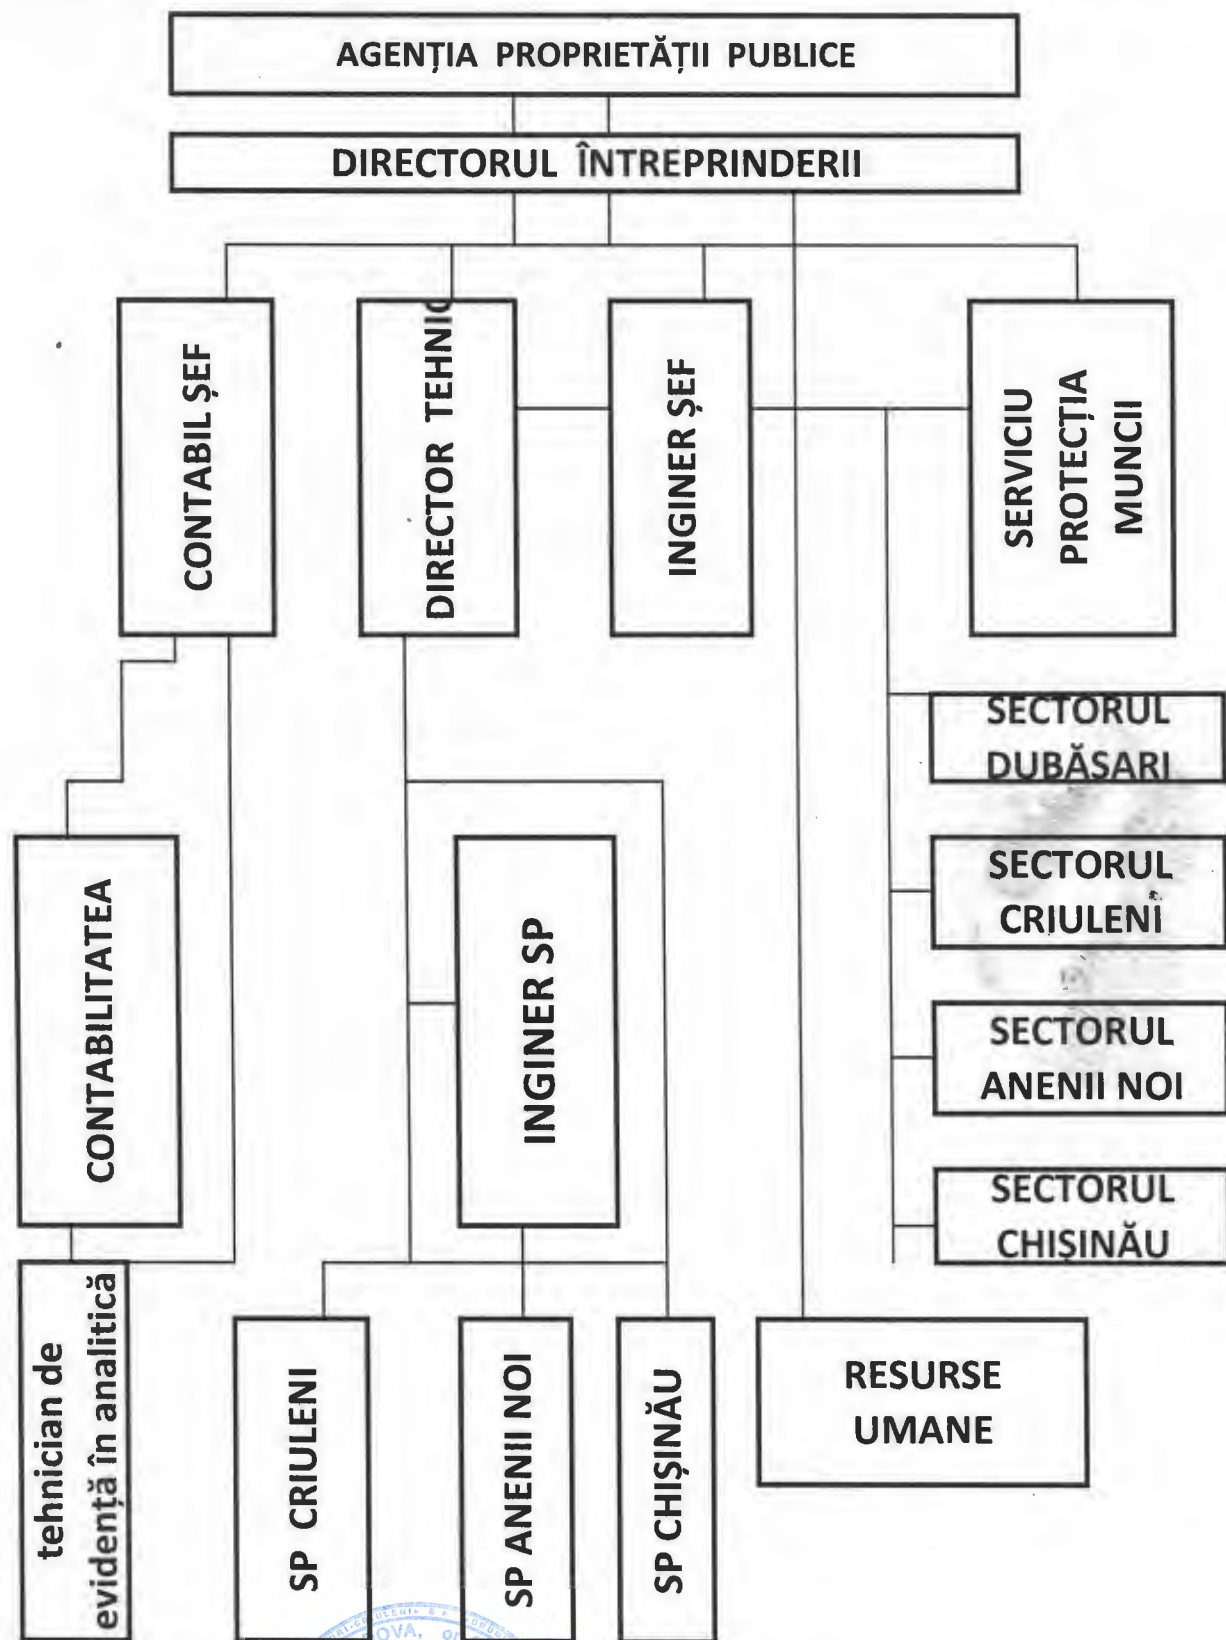 AGENȚIA PROPRIETĂȚII PUBLICE
DIRECTORUL ÎNTREPRINDERII
CONTABIL ȘEF
DIRECTOR TEHNIC
INGINER ȘEF
SERVICIU
PROTECȚIA
MUNCII
SECTORUL
DUBĂSARI
SECTORUL
CRIULENI
SECTORUL
ANENII NOI
SECTORUL
CHIȘINĂU
CONTABILITATEA
INGINER SP
tehnician de
evidență în analitică
SP CRIULENI
SP ANENII NOI
SP CHIȘINĂU
RESURSE
UMANE